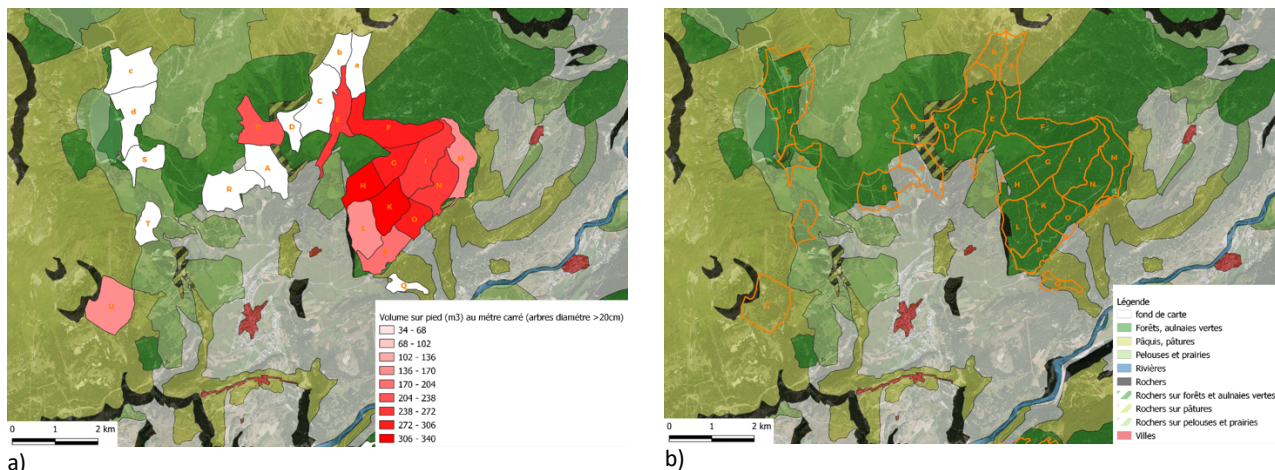 c
b
a
d
C
B
D
E
F
S
A
G
I
M
R
H
N
T
K
O
L
Q
U
Volume sur pied (m3) au mètre carré (arbres diamètre >20cm)
34 - 68
68 - 102
102 - 136
136 - 170
170 - 204
204 - 238
238 - 272
272 - 306
306 - 340
0 1 2 km
a)
d
C
B
D
E
F
G
I
M
R
H
N
K
O
L
Légende
fond de carte
Forêts, aulnaies vertes
Pâquis, pâtures
Pelouses et prairies
Rivières
Rochers
Rochers sur forêts et aulnaies vertes
Rochers sur pâtures
Rochers sur pelouses et prairies
Villes
0 1 2 km
b)